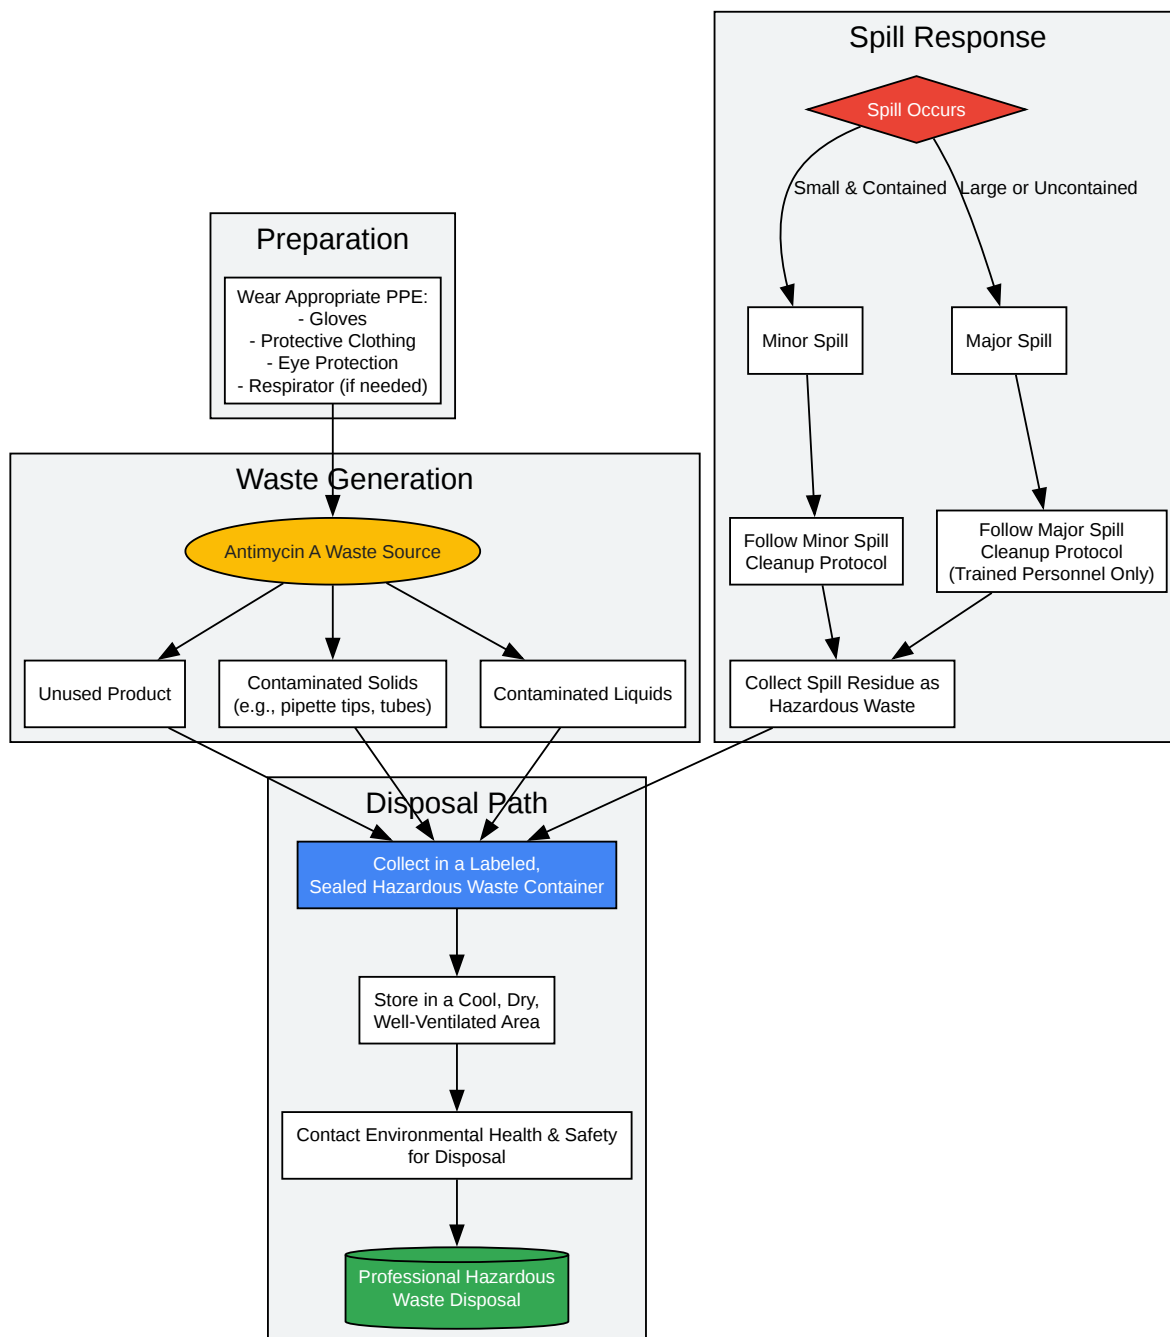 Spill Response
Spill Occurs
Small & Contained
Large or Uncontained
Minor Spill
Major Spill
Follow Minor Spill
Cleanup Protocol
Follow Major Spill
Cleanup Protocol
(Trained Personnel Only)
Collect Spill Residue as
Hazardous Waste
Preparation
Wear Appropriate PPE:
- Gloves
- Protective Clothing
- Eye Protection
- Respirator (if needed)
Waste Generation
Antimycin A Waste Source
Unused Product
Contaminated Solids
(e.g., pipette tips, tubes)
Contaminated Liquids
Disposal Path
Collect in a Labeled,
Sealed Hazardous Waste Container
Store in a Cool, Dry,
Well-Ventilated Area
Contact Environmental Health & Safety
for Disposal
Professional Hazardous
Waste Disposal